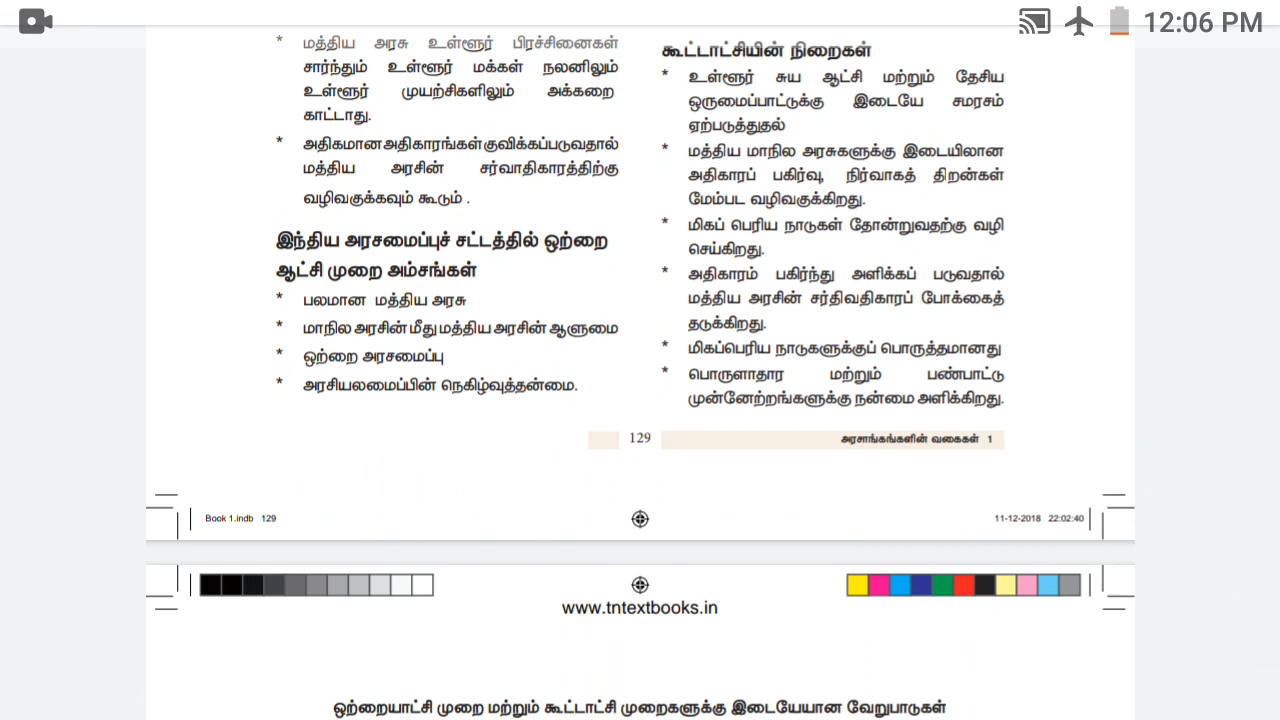 12:06 PM
* மத்திய அரசு உள்ளூர் பிரச்சினைகள்
சார்ந்தும் உள்ளூர் மக்கள் நலனிலும்
உள்ளூர் முயற்சிகளிலும் அக்கறை
காட்டாது.
* அதிகமான அதிகாரங்கள் குவிக்கப்படுவதால்
மத்திய அரசின் சர்வாதிகாரத்திற்கு
வழிவகுக்கவும் கூடும் .
இந்திய அரசமைப்புச் சட்டத்தில் ஒற்றை
ஆட்சி முறை அம்சங்கள்
* பலமான மத்திய அரசு
* மாநில அரசின் மீது மத்திய அரசின் ஆளுமை
* ஒற்றை அரசமைப்பு
* அரசியலமைப்பின் நெகிழ்வுத்தன்மை.
கூட்டாட்சியின் நிறைகள்
* உள்ளூர் சுய ஆட்சி மற்றும் தேசிய
ஒருமைப்பாட்டுக்கு இடையே சமரசம்
ஏற்படுத்துதல்
* மத்திய மாநில அரசுகளுக்கு இடையிலான
அதிகாரப் பகிர்வு, நிர்வாகத் திறன்கள்
மேம்பட வழிவகுக்கிறது.
* மிகப் பெரிய நாடுகள் தோன்றுவதற்கு வழி
செய்கிறது.
* அதிகாரம் பகிர்ந்து அளிக்கப் படுவதால்
மத்திய அரசின் சர்திவதிகாரப் போக்கைத்
தடுக்கிறது.
* மிகப்பெரிய நாடுகளுக்குப் பொருத்தமானது
* பொருளாதார மற்றும் பண்பாட்டு
முன்னேற்றங்களுக்கு நன்மை அளிக்கிறது.
129
அரசாங்கங்களின் வகைகள் 1
Book 1.indb 129
11-12-2018 22:02:40
www.tntextbooks.in
ஒற்றையாட்சி முறை மற்றும் கூட்டாட்சி முறைகளுக்கு இடையேயான வேறுபாடுகள்